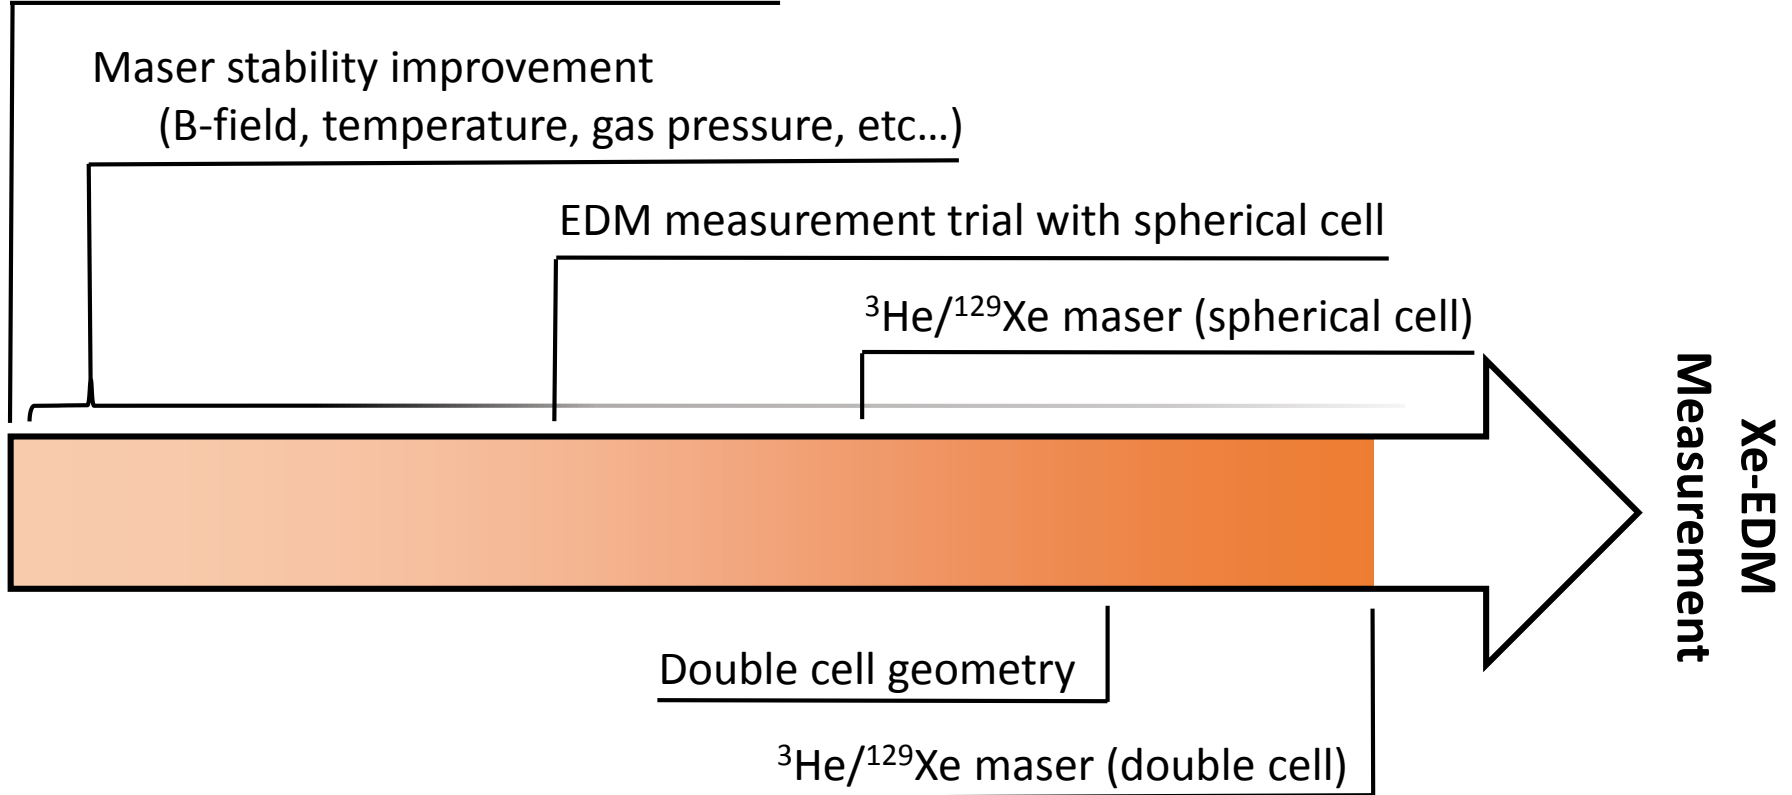 Maser stability improvement
(B-field, temperature, gas pressure, etc…)
EDM measurement trial with spherical cell
³He/¹²⁹Xe maser (spherical cell)
Xe-EDM
Measurement
Double cell geometry
³He/¹²⁹Xe maser (double cell)